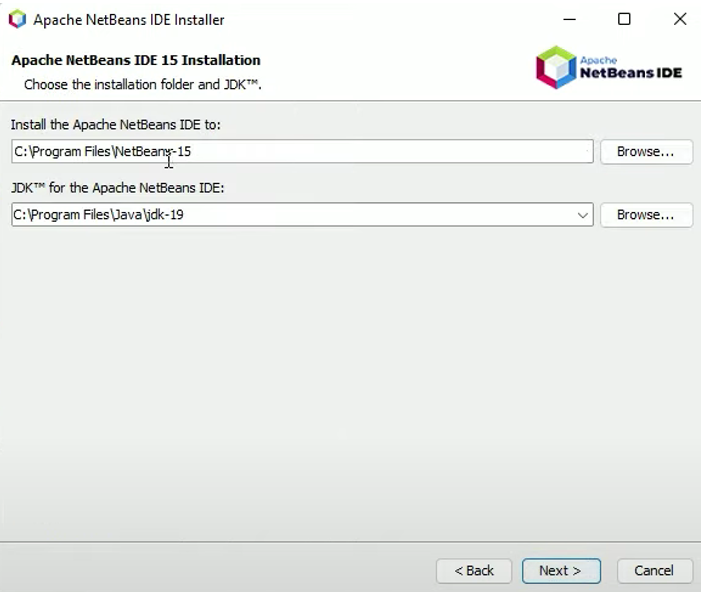 Apache NetBeans IDE Installer
Apache NetBeans IDE 15 Installation
Choose the installation folder and JDK™.
Apache
NetBeans IDE
Install the Apache NetBeans IDE to:
C:\Program Files\NetBeans-15
Browse...
JDK™ for the Apache NetBeans IDE:
C:\Program Files\Java\jdk-19
Browse...
< Back
Next >
Cancel